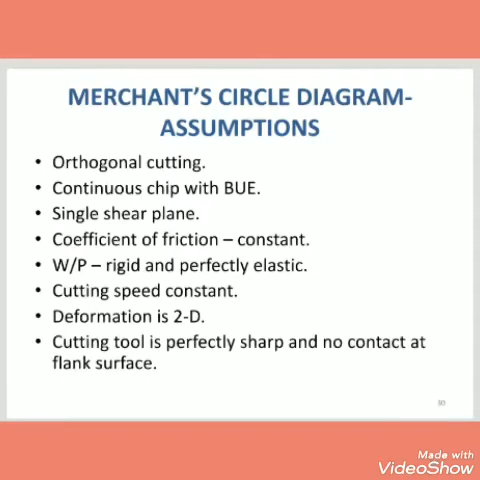 MERCHANT'S CIRCLE DIAGRAM-
ASSUMPTIONS
• Orthogonal cutting.
• Continuous chip with BUE.
• Single shear plane.
• Coefficient of friction – constant.
• W/P – rigid and perfectly elastic.
• Cutting speed constant.
• Deformation is 2-D.
• Cutting tool is perfectly sharp and no contact at
flank surface.
Made with
VideoShow